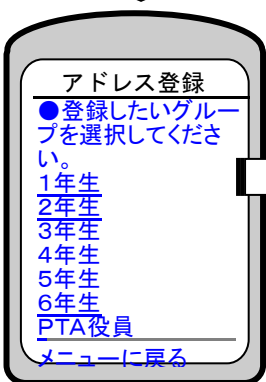 アドレス登録
●登録したいグルー
プを選択してくださ
い。
1年生
2年生
3年生
4年生
5年生
6年生
PTA役員
メニューに戻る